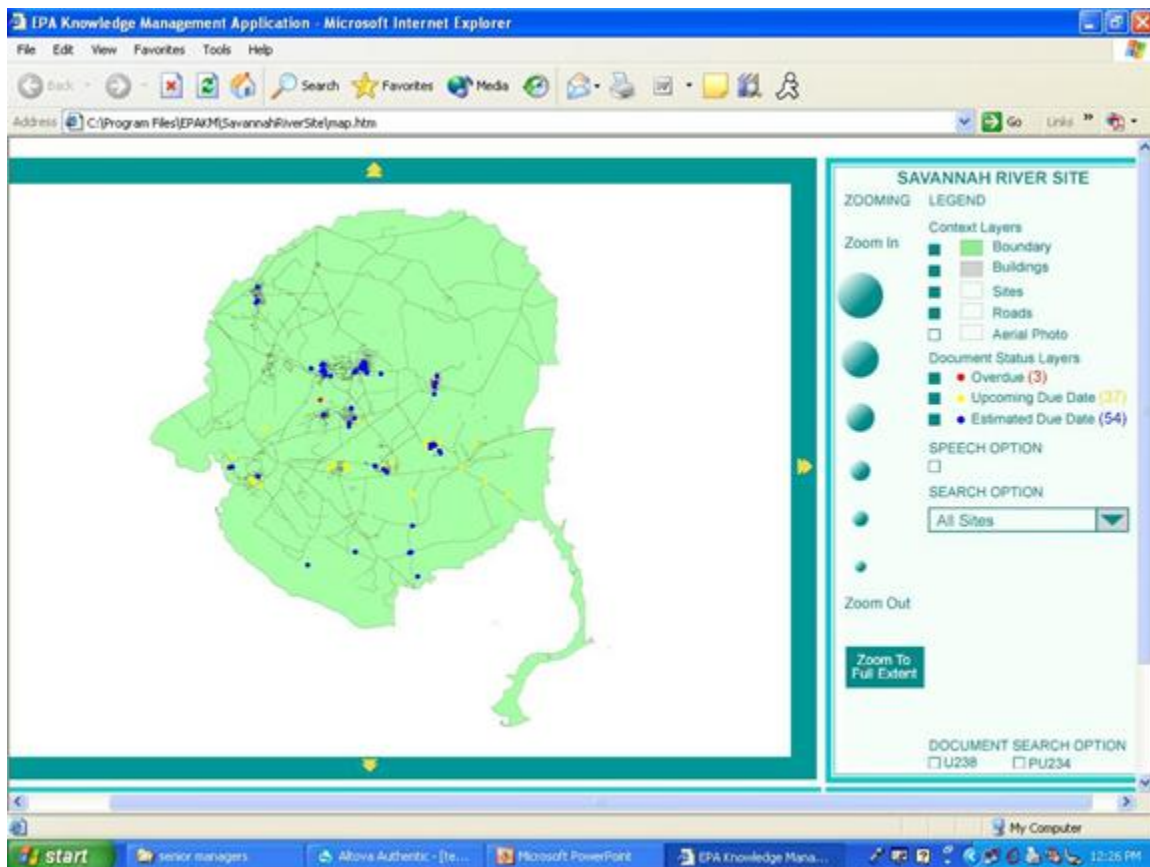 EPA Knowledge Management Application - Microsoft Internet Explorer
File Edit View Favorites Tools Help
Back Search Favorites Media
Address C:\Program Files\EPAKM\SavannahRiverSite\map.htm Go Links »
SAVANNAH RIVER SITE
ZOOMING LEGEND
Context Layers
Zoom In Boundary
Buildings
Sites
Roads
Aerial Photo
Document Status Layers
Overdue (3)
Upcoming Due Date (37)
Estimated Due Date (54)
SPEECH OPTION
SEARCH OPTION
All Sites
Zoom Out
Zoom To
Full Extent
DOCUMENT SEARCH OPTION
U238 PU234
My Computer
start senior managers Altova Authentic - [te... Microsoft PowerPoint EPA Knowledge Mana... 12:26 PM